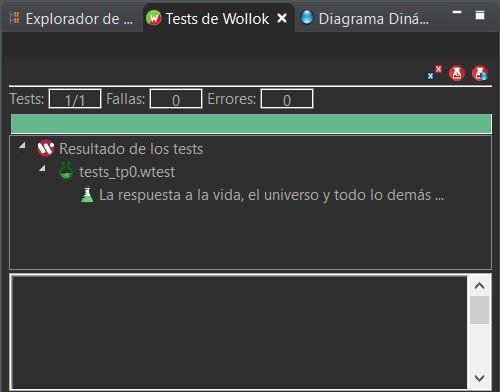 Explorador de ... Tests de Wollok Diagrama Diná...
Tests: 1/1 Fallas: 0 Errores: 0
Resultado de los tests
tests_tp0.wtest
La respuesta a la vida, el universo y todo lo demás ...